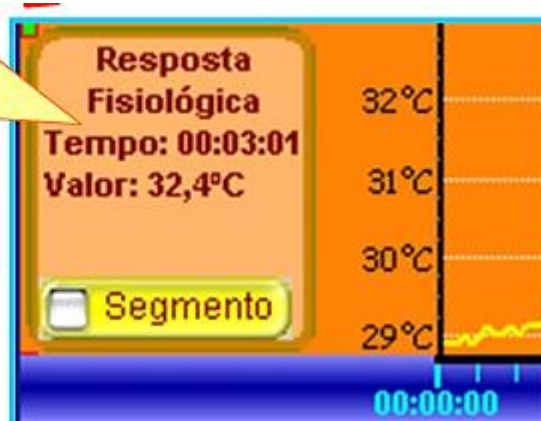 Resposta
Fisiológica
Tempo: 00:03:01
Valor: 32,4ºC
Segmento
32°C
31°C
30°C
29°C
00:00:00